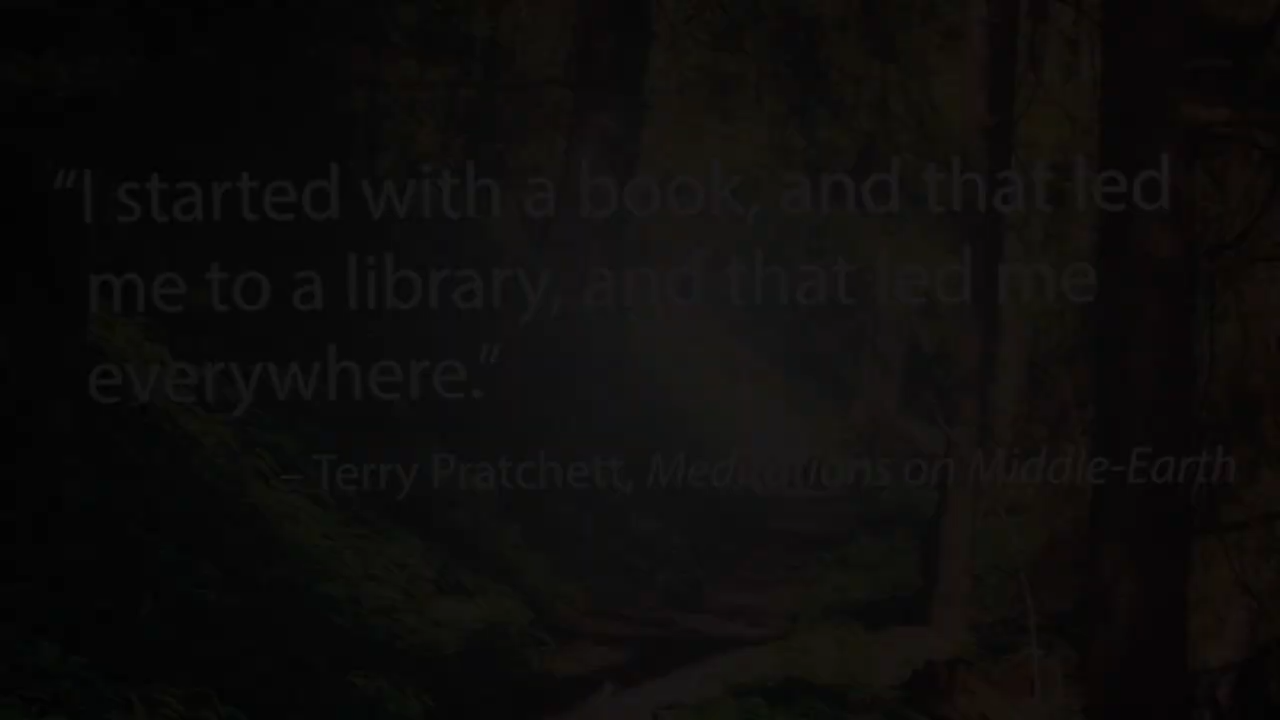 “I started with a book, and that led
me to a library, and that led me
everywhere.”
– Terry Pratchett, Meditations on Middle-Earth